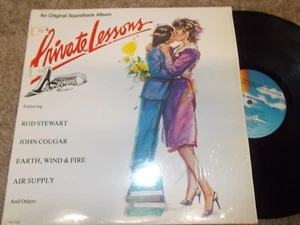 An Original Soundtrack Album
Private Lessons
Featuring
ROD STEWART
JOHN COUGAR
EARTH, WIND & FIRE
AIR SUPPLY
And Others